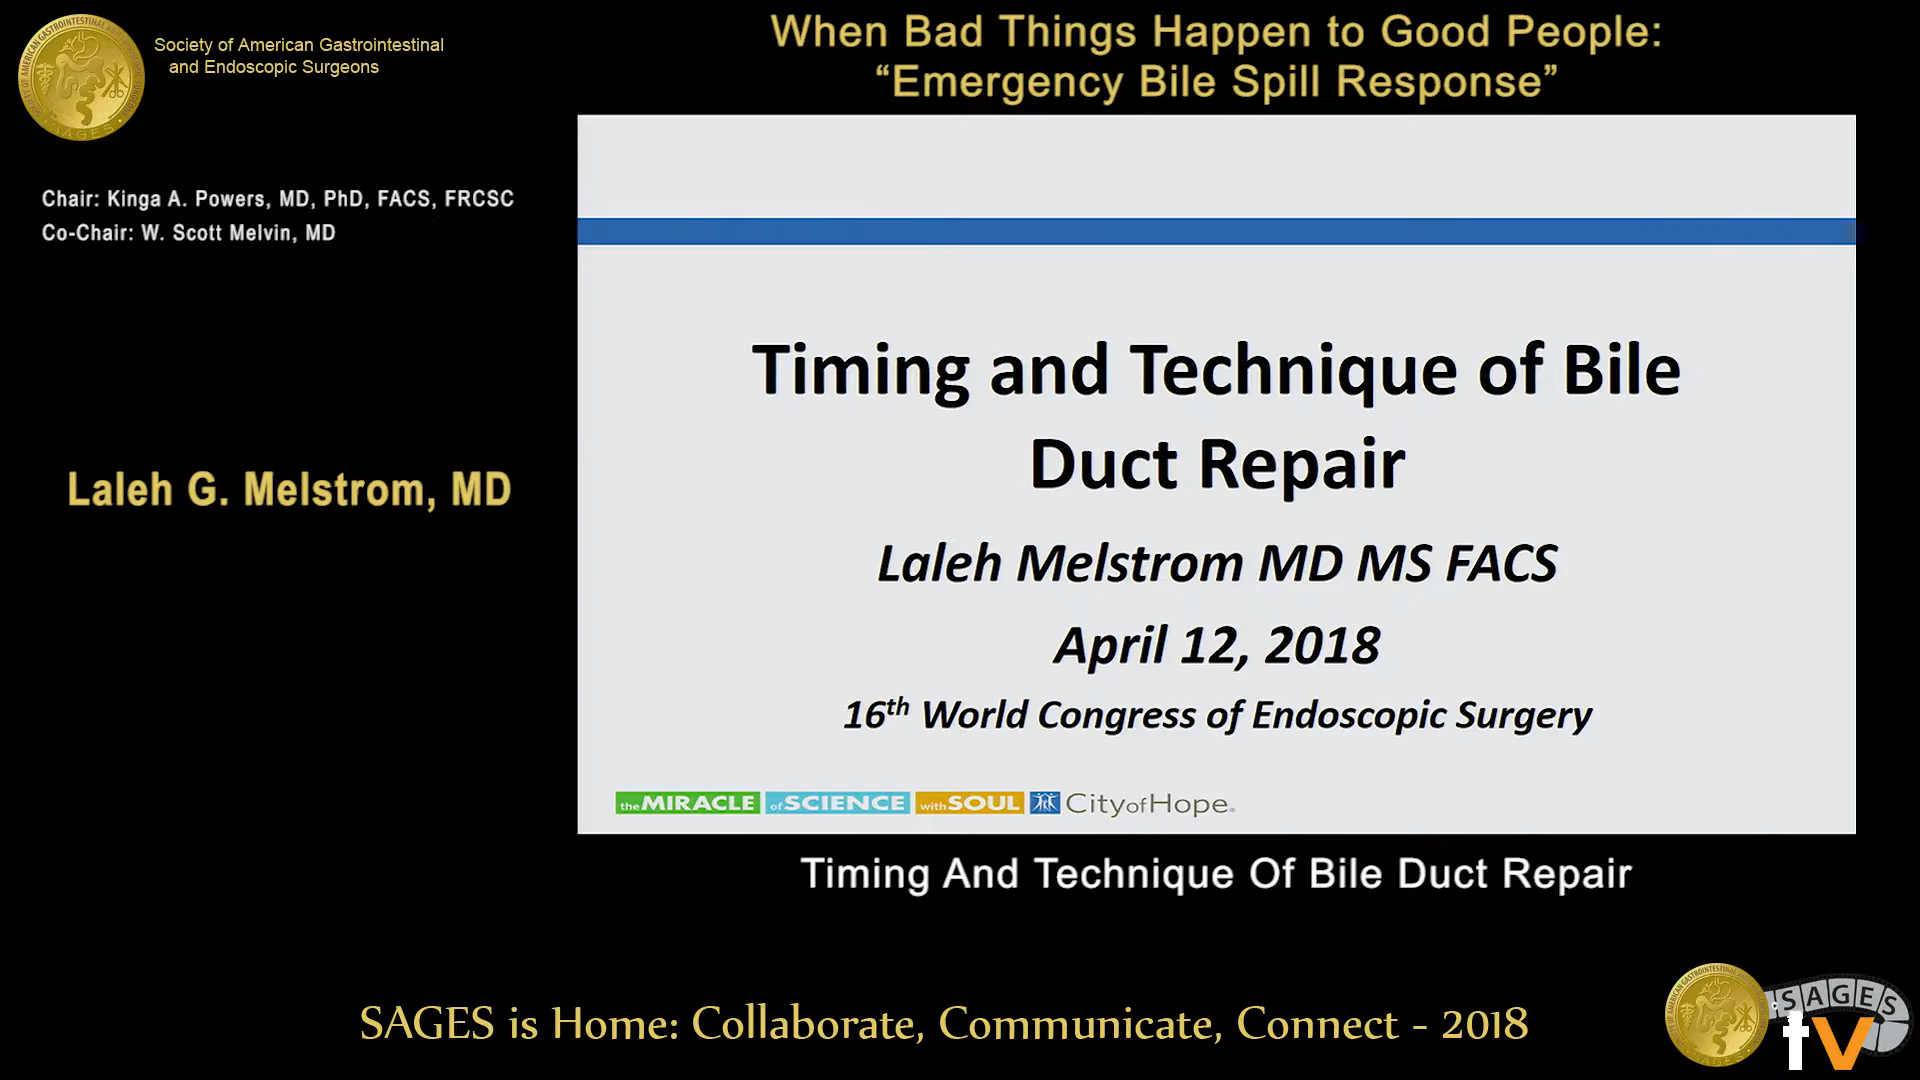 Society of American Gastrointestinal
and Endoscopic Surgeons
When Bad Things Happen to Good People:
“Emergency Bile Spill Response”
Chair: Kinga A. Powers, MD, PhD, FACS, FRCSC
Co-Chair: W. Scott Melvin, MD
Laleh G. Melstrom, MD
Timing and Technique of Bile
Duct Repair
Laleh Melstrom MD MS FACS
April 12, 2018
16th World Congress of Endoscopic Surgery
the MIRACLE of SCIENCE with SOUL City of Hope
Timing And Technique Of Bile Duct Repair
SAGES is Home: Collaborate, Communicate, Connect - 2018
SAGES
tv